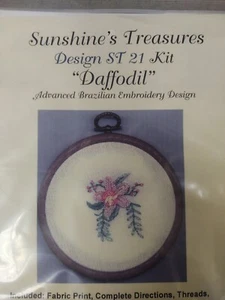 Sunshine's Treasures
Design ST 21 Kit
"Daffodil"
Advanced Brazilian Embroidery Design
Included: Fabric Print, Complete Directions, Threads,